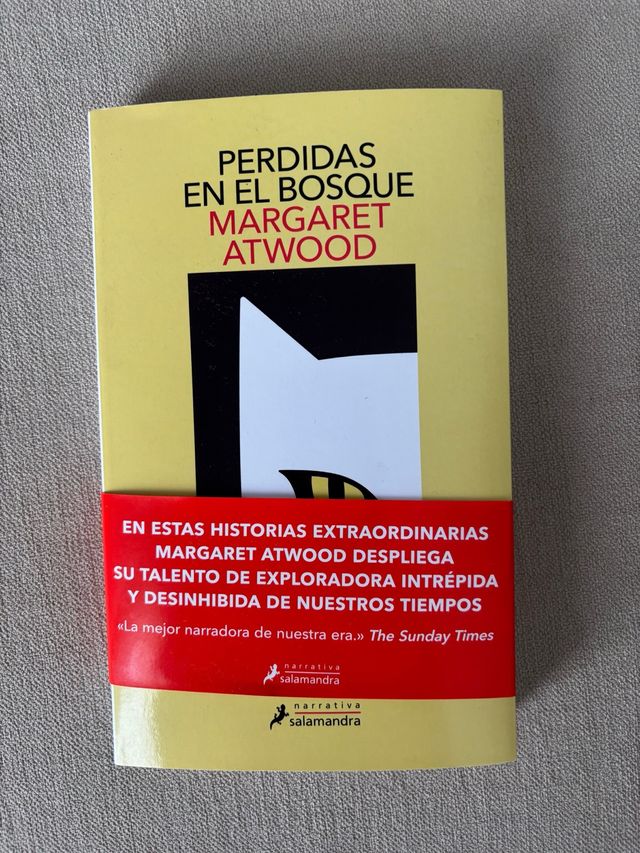 PERDIDAS
EN EL BOSQUE
MARGARET
ATWOOD
EN ESTAS HISTORIAS EXTRAORDINARIAS
MARGARET ATWOOD DESPLIEGA
SU TALENTO DE EXPLORADORA INTRÉPIDA
Y DESINHIBIDA DE NUESTROS TIEMPOS
«La mejor narradora de nuestra era.» The Sunday Times
narrativa
salamandra
narrativa
salamandra